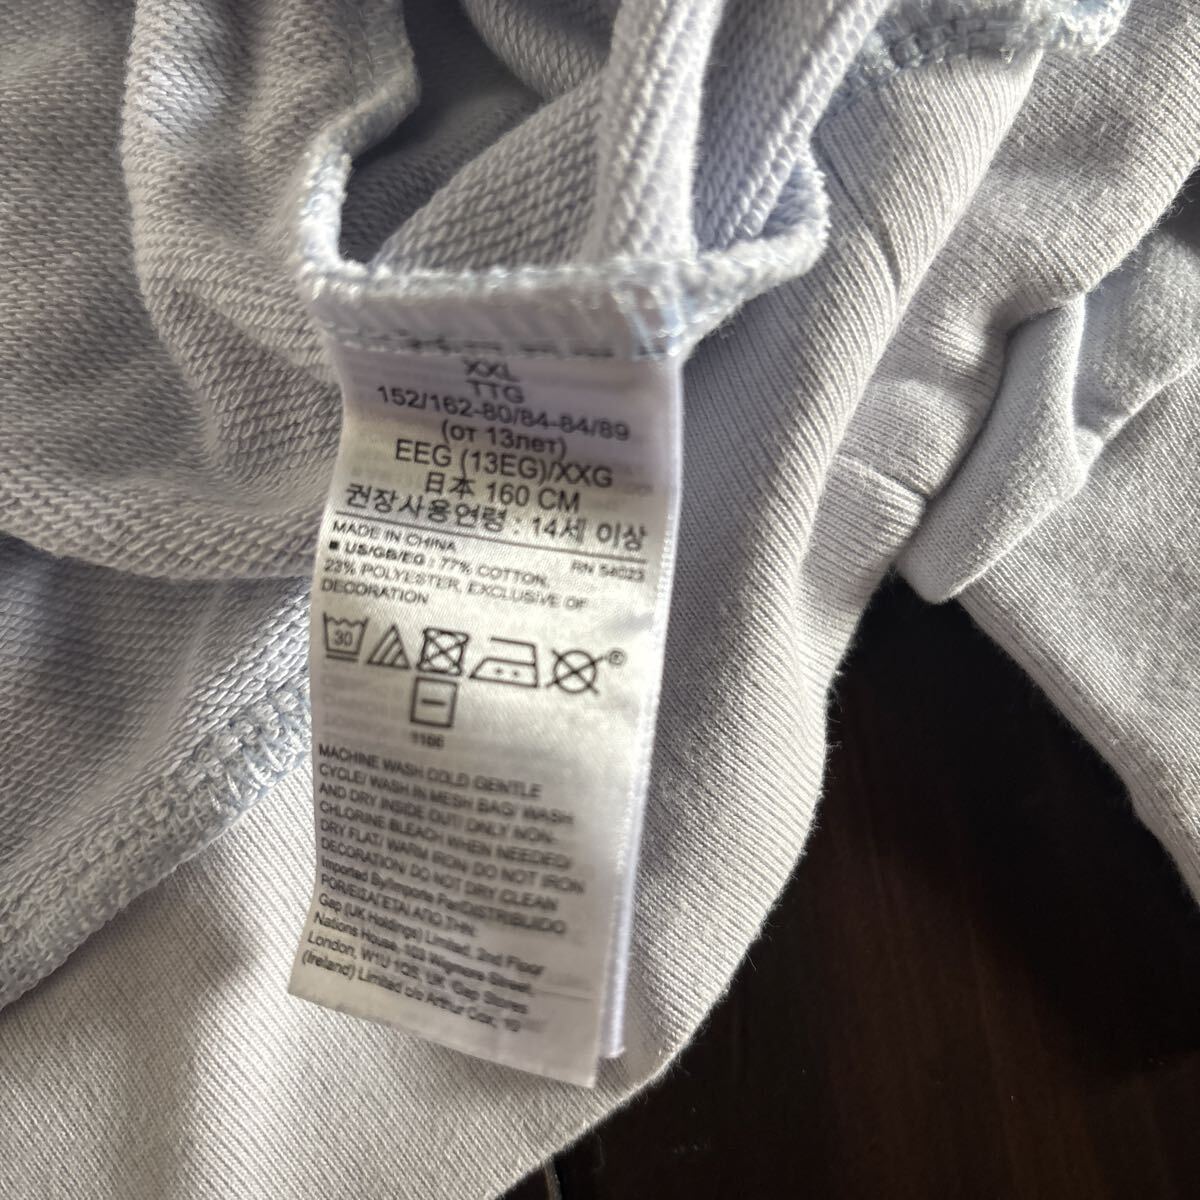 XXL
TTG
152/162-80/84-84/89
(от 13лет)
EEG (13EG)/XXG
日本 160 CM
권장사용연령 : 14세 이상
MADE IN CHINA RN 54023
■ US/GB/EG : 77% COTTON,
23% POLYESTER, EXCLUSIVE OF
DECORATION
30
©
1166
MACHINE WASH COLD GENTLE
CYCLE/ WASH IN MESH BAG/ WASH
AND DRY INSIDE OUT/ ONLY NON-
CHLORINE BLEACH WHEN NEEDED/
DRY FLAT/ WARM IRON/ DO NOT IRON
DECORATION/ DO NOT DRY CLEAN
Imported By/Importé Par/DISTRIBUIDO
POR/ΕΙΣΑΓΕΤΑΙ ΑΠΟ ΤΗΝ:
Gap (UK Holdings) Limited, 2nd Floor
Nations House, 103 Wigmore Street,
London, W1U 1QS, UK, Gap Stores
(Ireland) Limited c/o Arthur Cox, 10